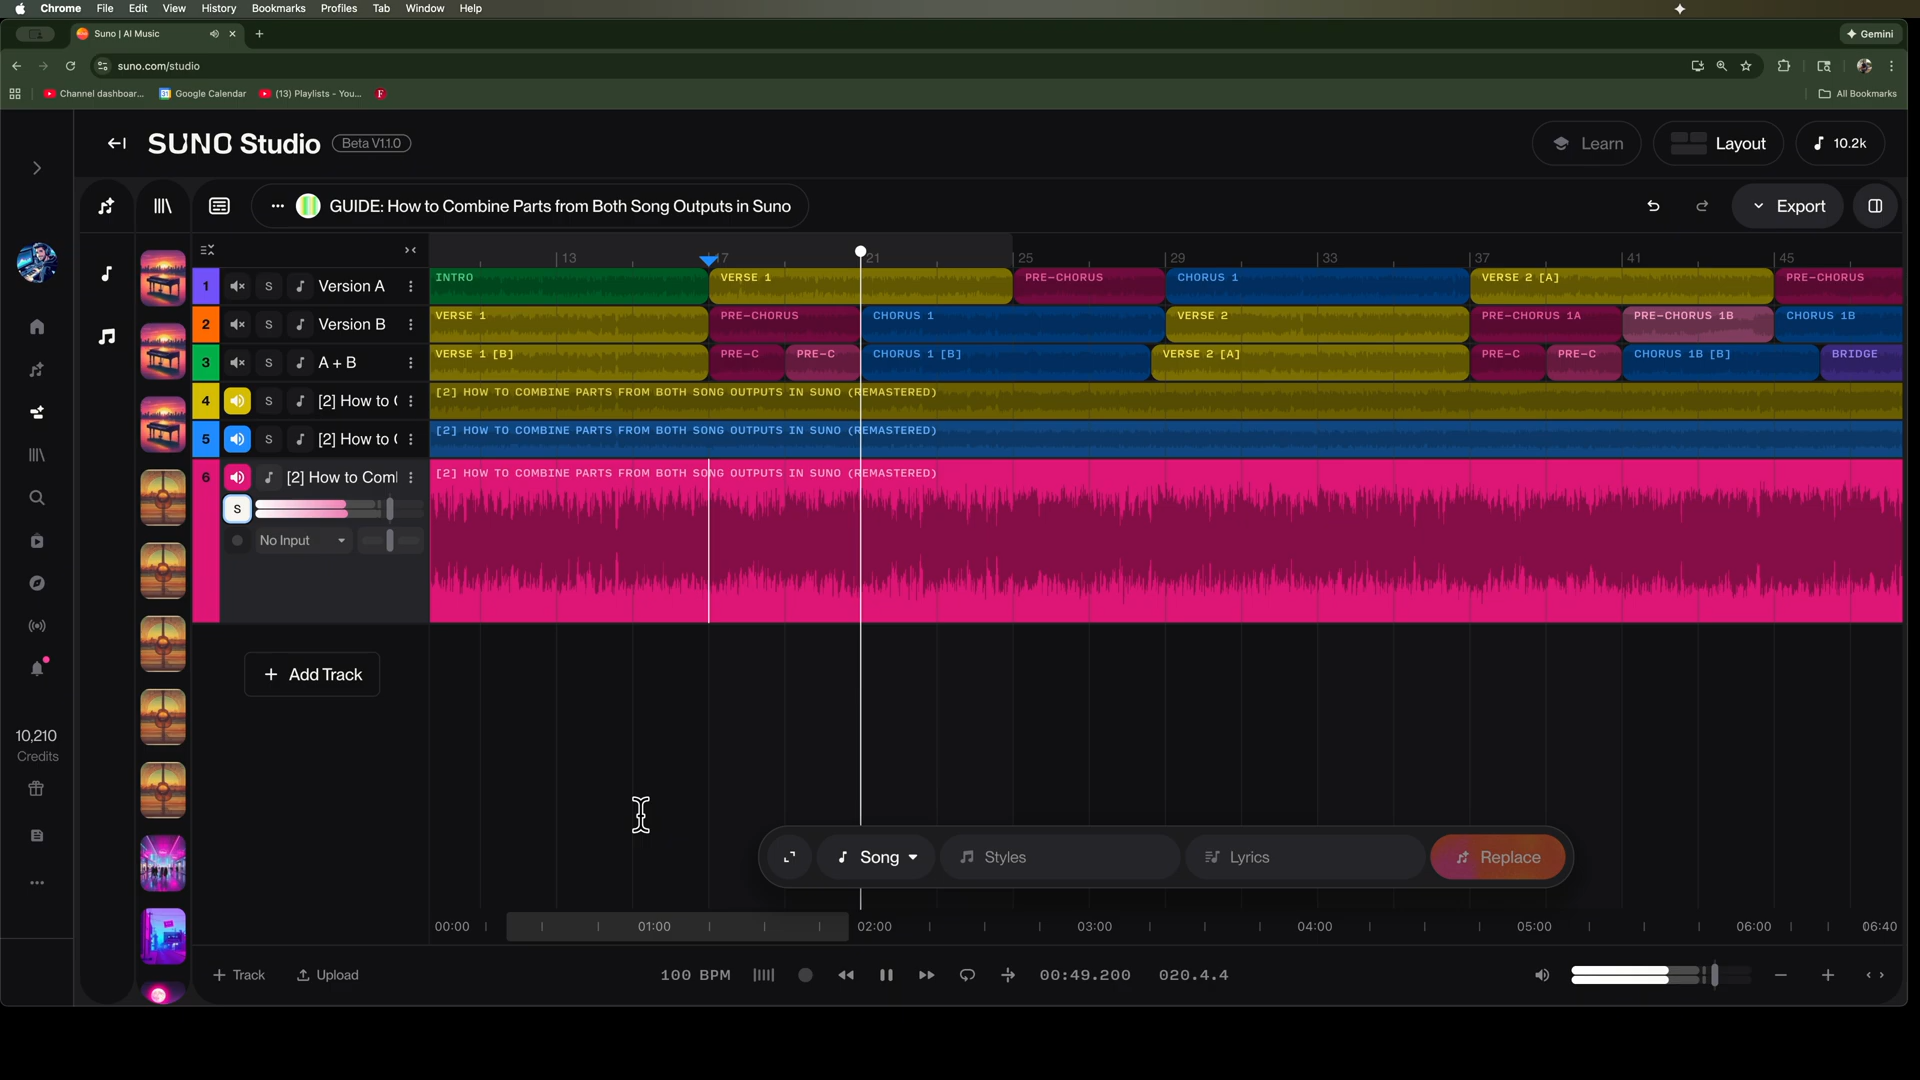 Chrome File Edit View History Bookmarks Profiles Tab Window Help
Suno | AI Music
Gemini
suno.com/studio
Channel dashboar... Google Calendar (13) Playlists - You... All Bookmarks
SUNO Studio Beta V1.1.0 Learn Layout 10.2k
GUIDE: How to Combine Parts from Both Song Outputs in Suno Export
13 17 21 25 29 33 37 41 45
1 S Version A INTRO VERSE 1 PRE-CHORUS CHORUS 1 VERSE 2 [A] PRE-CHORUS
2 S Version B VERSE 1 PRE-CHORUS CHORUS 1 VERSE 2 PRE-CHORUS 1A PRE-CHORUS 1B CHORUS 1B
3 S A + B VERSE 1 [B] PRE-C PRE-C CHORUS 1 [B] VERSE 2 [A] PRE-C PRE-C CHORUS 1B [B] BRIDGE
4 S [2] How to [2] HOW TO COMBINE PARTS FROM BOTH SONG OUTPUTS IN SUNO (REMASTERED)
5 S [2] How to [2] HOW TO COMBINE PARTS FROM BOTH SONG OUTPUTS IN SUNO (REMASTERED)
6 [2] How to Coml [2] HOW TO COMBINE PARTS FROM BOTH SONG OUTPUTS IN SUNO (REMASTERED)
S
No Input
+ Add Track
10,210
Credits
Song Styles Lyrics Replace
00:00 01:00 02:00 03:00 04:00 05:00 06:00 06:40
+ Track Upload 100 BPM 00:49.200 020.4.4